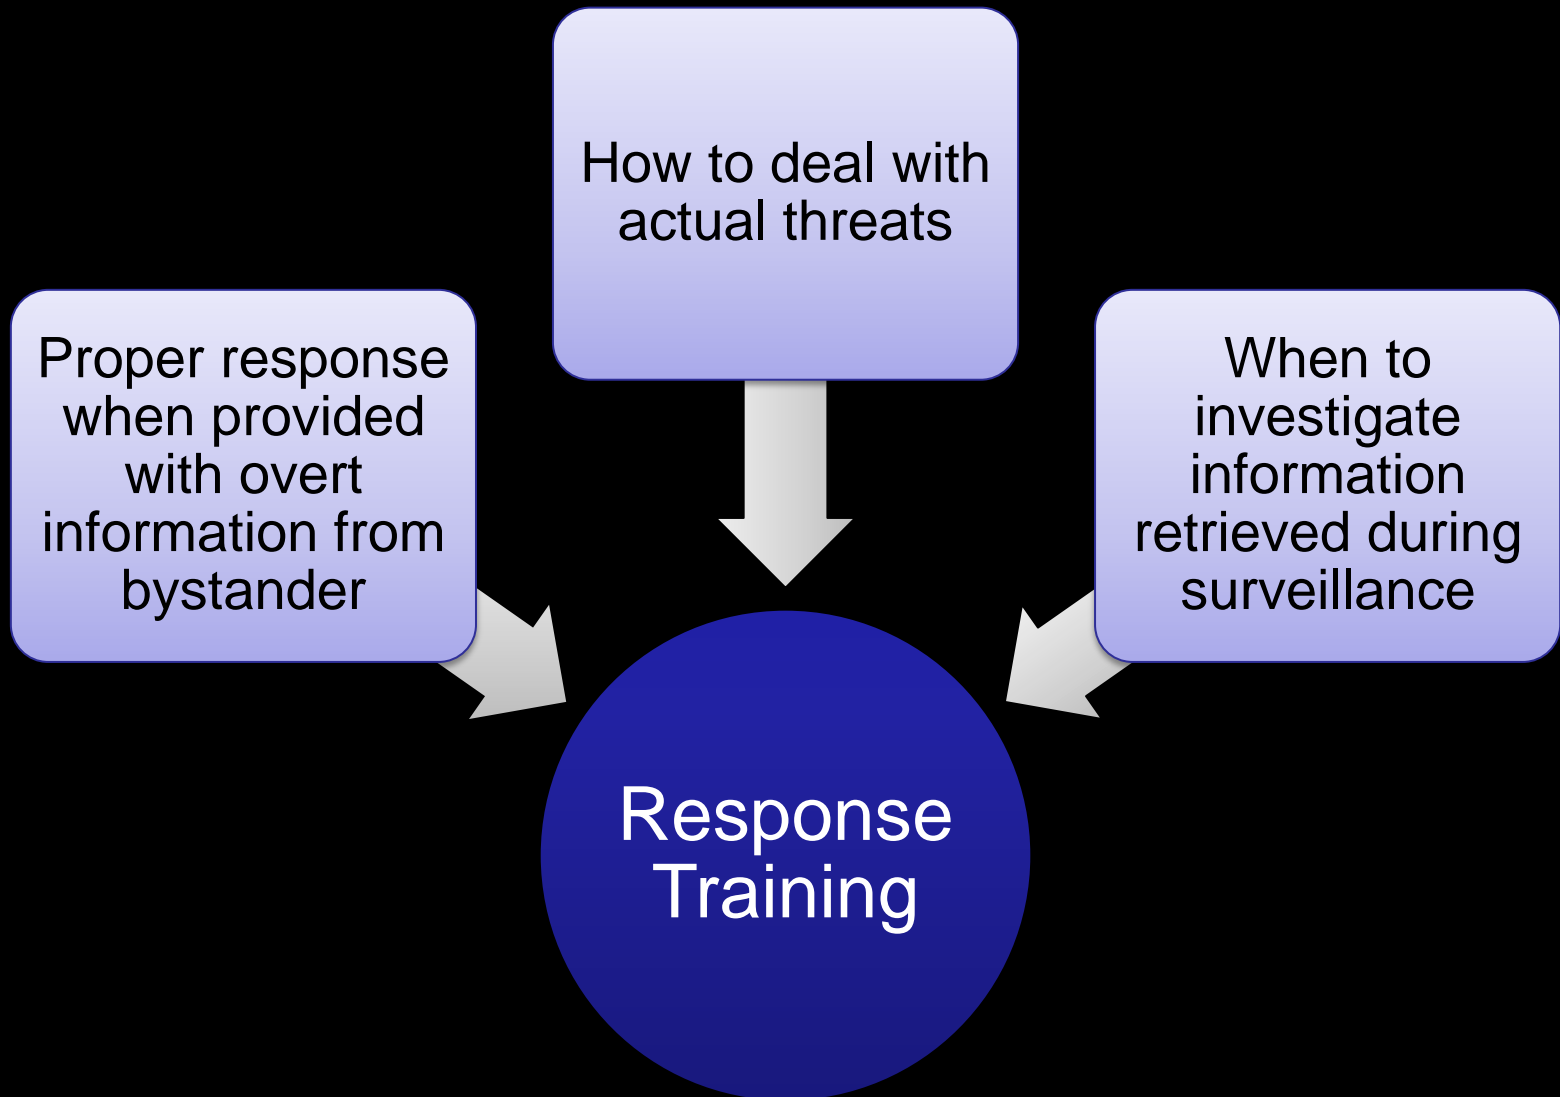 How to deal with
actual threats
Proper response
when provided
with overt
information from
bystander
When to
investigate
information
retrieved during
surveillance
Response
Training